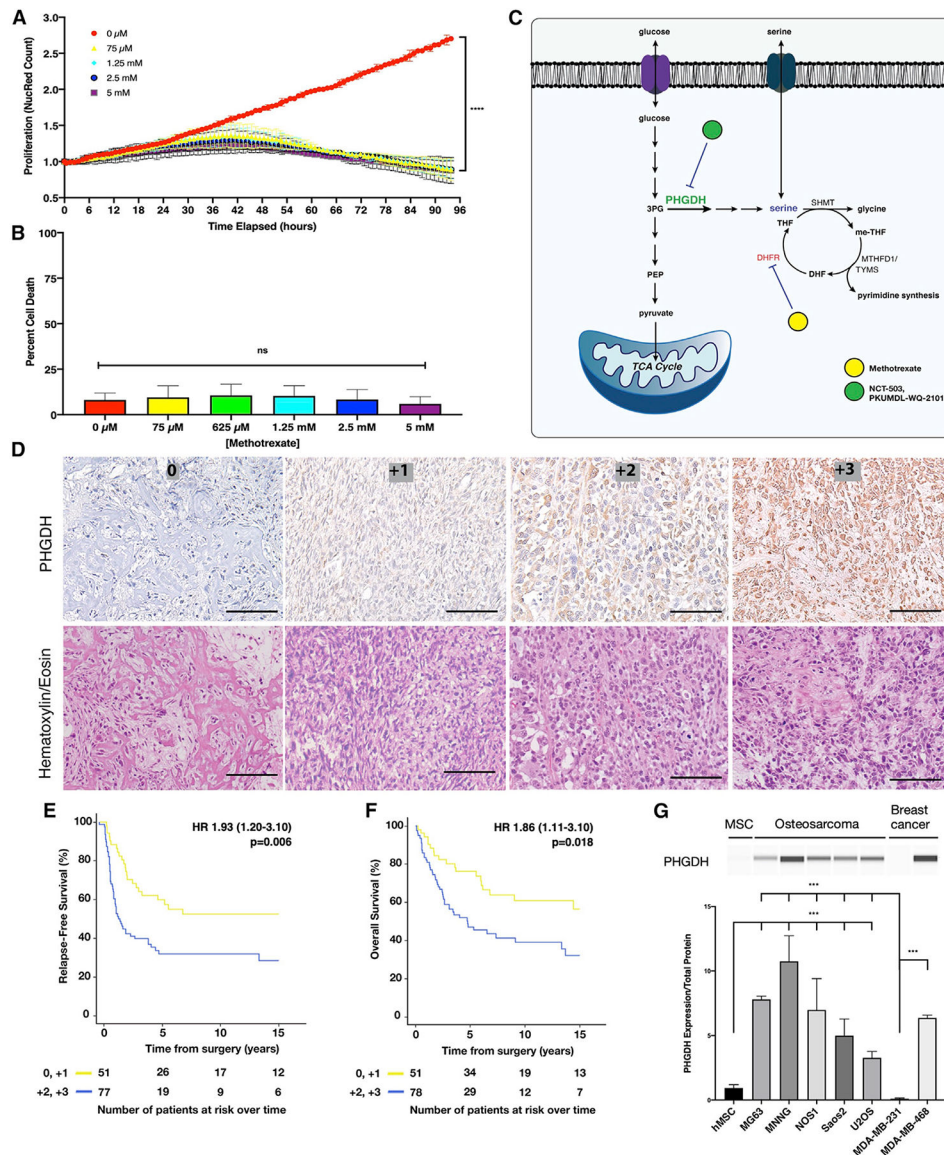 A
Proliferation (NucRed Count)
3.0
2.5
2.0
1.5
1.0
0.5
0 µM
75 µM
1.25 mM
2.5 mM
5 mM
****
0 6 12 18 24 30 36 42 48 54 60 66 72 78 84 90 96
Time Elapsed (hours)
B
Percent Cell Death
100
75
50
25
0
ns
0 µM 75 µM 625 µM 1.25 mM 2.5 mM 5 mM
[Methotrexate]
C
glucose
serine
glucose
3PG
PHGDH
serine
SHMT
glycine
THF
me-THF
DHFR
DHF
MTHFD1/
TYMS
pyrimidine synthesis
PEP
pyruvate
TCA Cycle
Methotrexate
NCT-503,
PKUMDL-WQ-2101
D
0 +1 +2 +3
PHGDH
Hematoxylin/Eosin
E
Relapse-Free Survival (%)
100
80
60
40
20
0
HR 1.93 (1.20-3.10)
p=0.006
0 5 10 15
Time from surgery (years)
0, +1 51 26 17 12
+2, +3 77 19 9 6
Number of patients at risk over time
F
Overall Survival (%)
100
80
60
40
20
0
HR 1.86 (1.11-3.10)
p=0.018
0 5 10 15
Time from surgery (years)
0, +1 51 34 19 13
+2, +3 78 29 12 7
Number of patients at risk over time
G
MSC Osteosarcoma Breast
cancer
PHGDH
***
***
***
PHGDH Expression/Total Protein
15
10
5
0
hMSC MG63 MNNG NOS1 Saos2 U2OS MDA-MB-231 MDA-MB-468